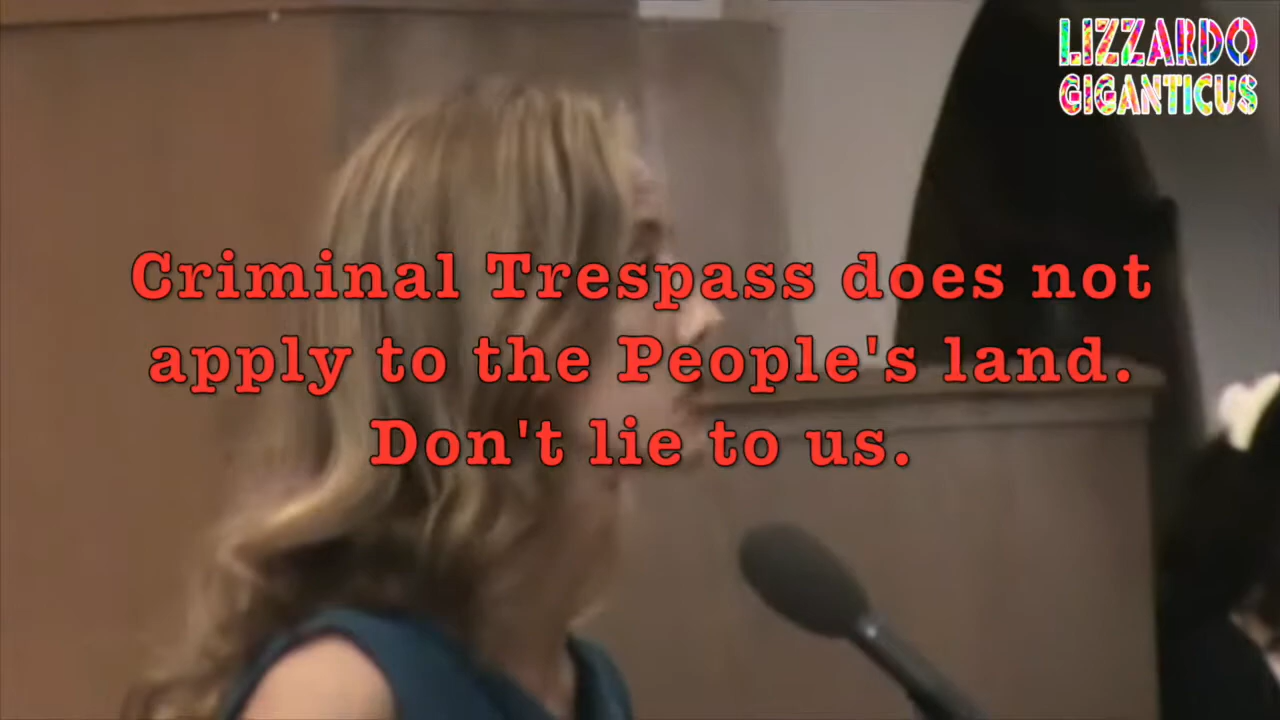 LIZZARDO
GIGANTICUS
Criminal Trespass does not
apply to the People's land.
Don't lie to us.